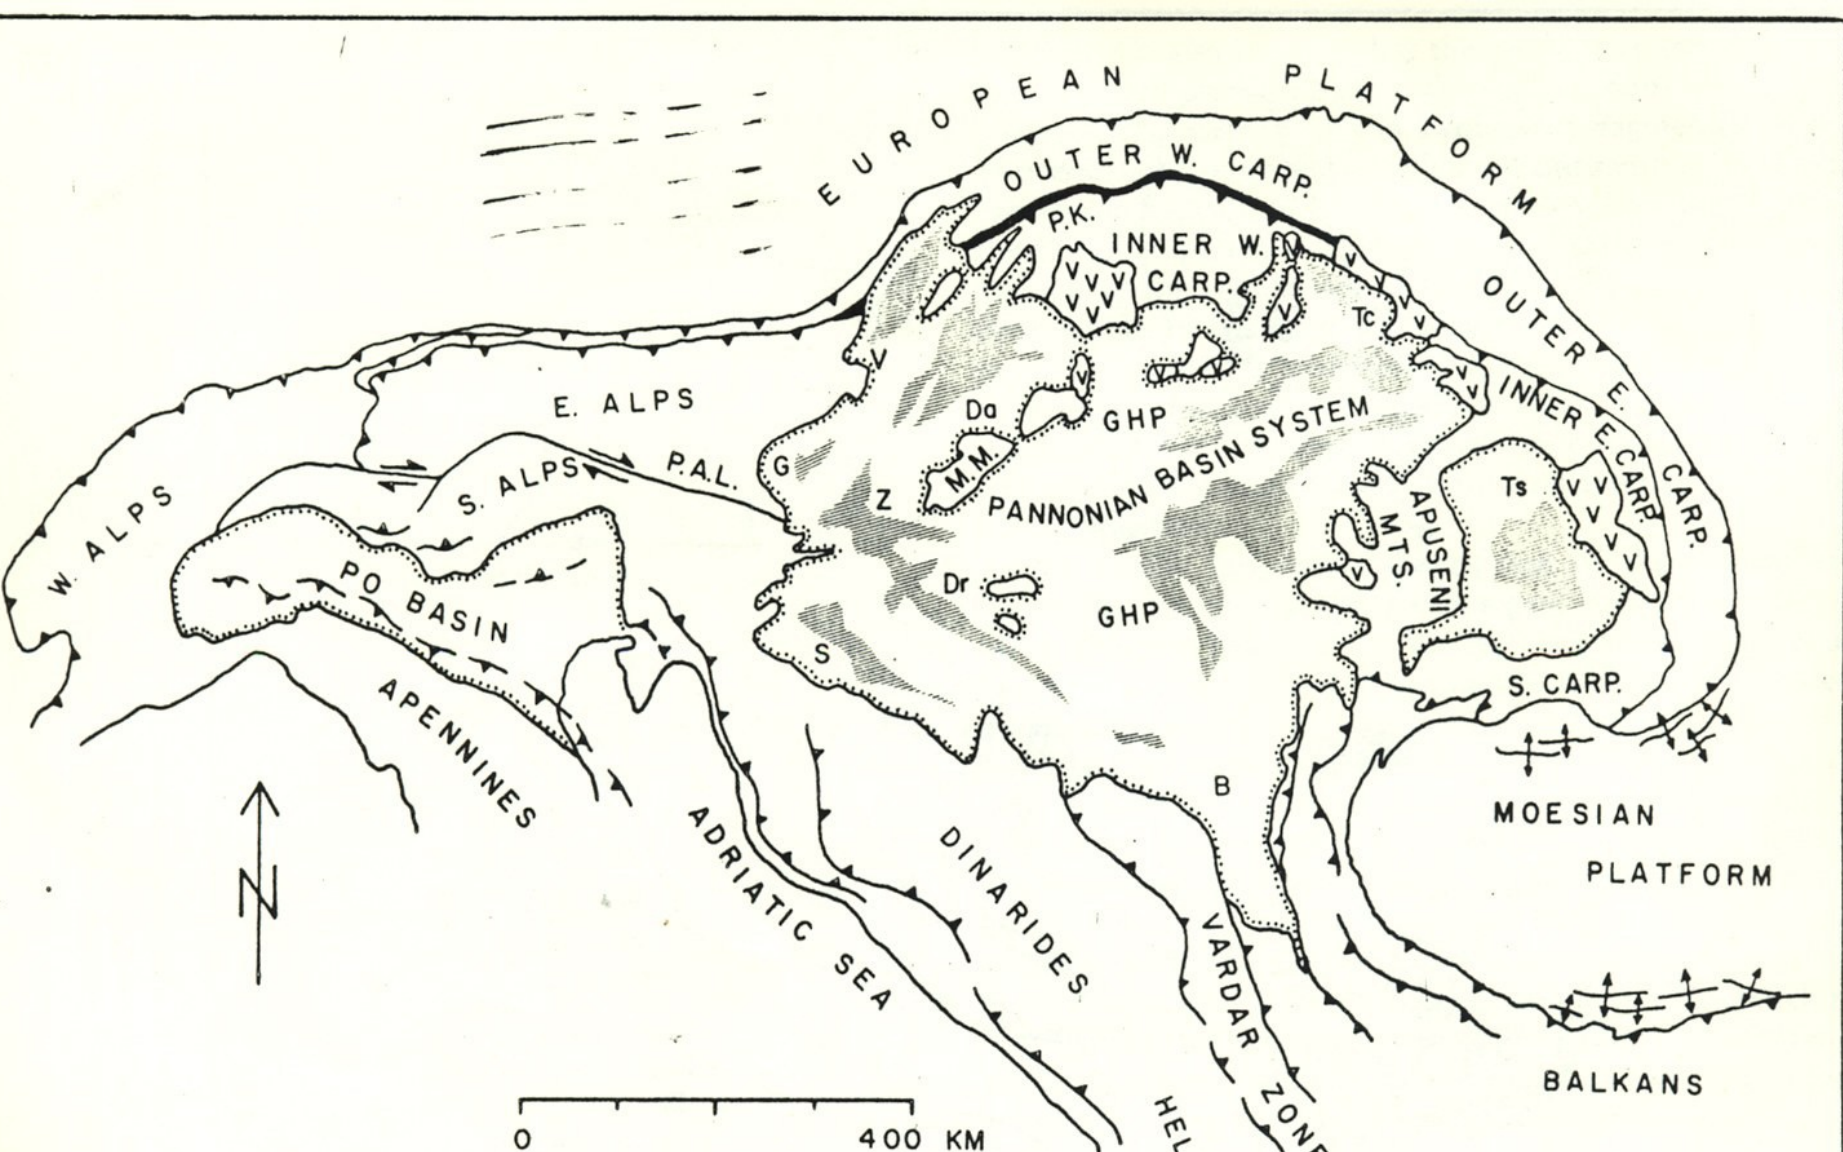 EUROPEAN PLATFORM
OUTER W. CARP.
P.K.
INNER W.
CARP.
OUTER E. CARP.
Tc
V
INNER E. CARP.
E. ALPS
Da
GHP
PANNONIAN BASIN SYSTEM
M.M.
G
P.A.L.
S. ALPS
Z
Ts
W. ALPS
APUSENI
MTS.
PO BASIN
Dr
GHP
S
S. CARP.
APENNINES
B
MOESIAN
PLATFORM
ADRIATIC SEA
DINARIDES
N
VARDAR ZONE
BALKANS
HEL
0 400 KM
V V V V V V
V
V
V
V
V
V
V
V
V
V
V
V V
V
V V
V